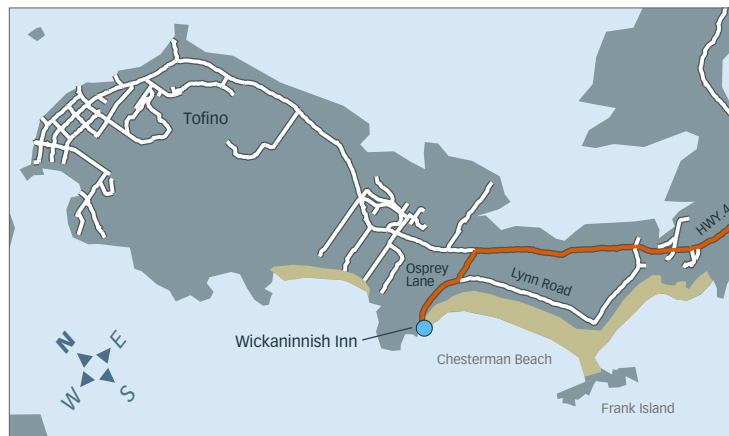 Tofino
HWY.4
Osprey
Lane
Lynn Road
Wickaninnish Inn
Chesterman Beach
Frank Island
N
E
W
S